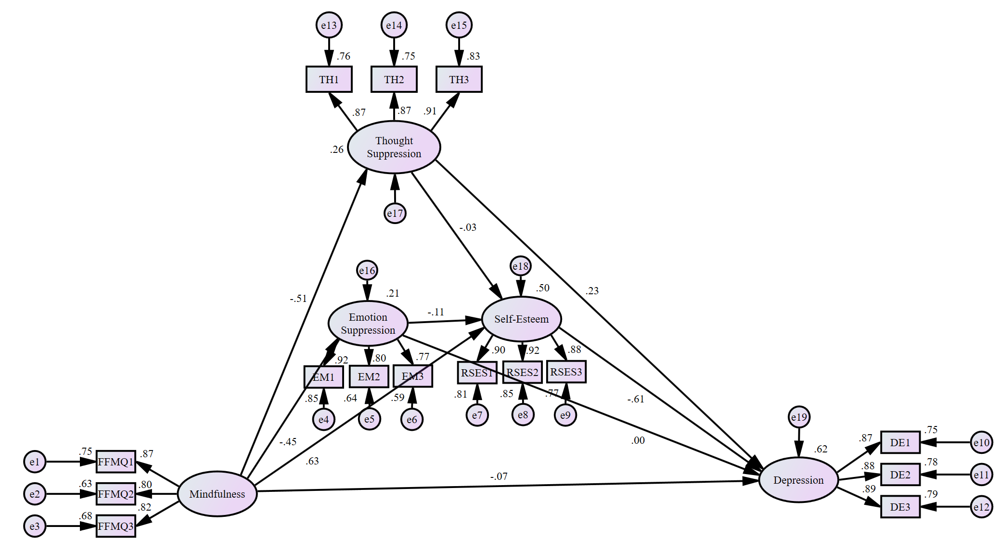 e13
e14
e15
.76
.75
.83
TH1
TH2
TH3
.87
.87
.91
Thought
Suppression
.26
e17
-.03
e16
e18
.21
.50
-.51
.23
Emotion
Suppression
-.11
Self-Esteem
.92
.80
.77
.90
.92
.88
EM1
EM2
EM3
RSES1
RSES2
RSES3
.85
.64
.59
.81
.85
.77
e4
e5
e6
e7
e8
e9
-.61
-.45
.63
.00
e19
.62
e1
.75
FFMQ1
.87
e2
.63
FFMQ2
.80
e3
.68
FFMQ3
.82
Mindfulness
-.07
Depression
.87
DE1
.75
e10
.88
DE2
.78
e11
.89
DE3
.79
e12